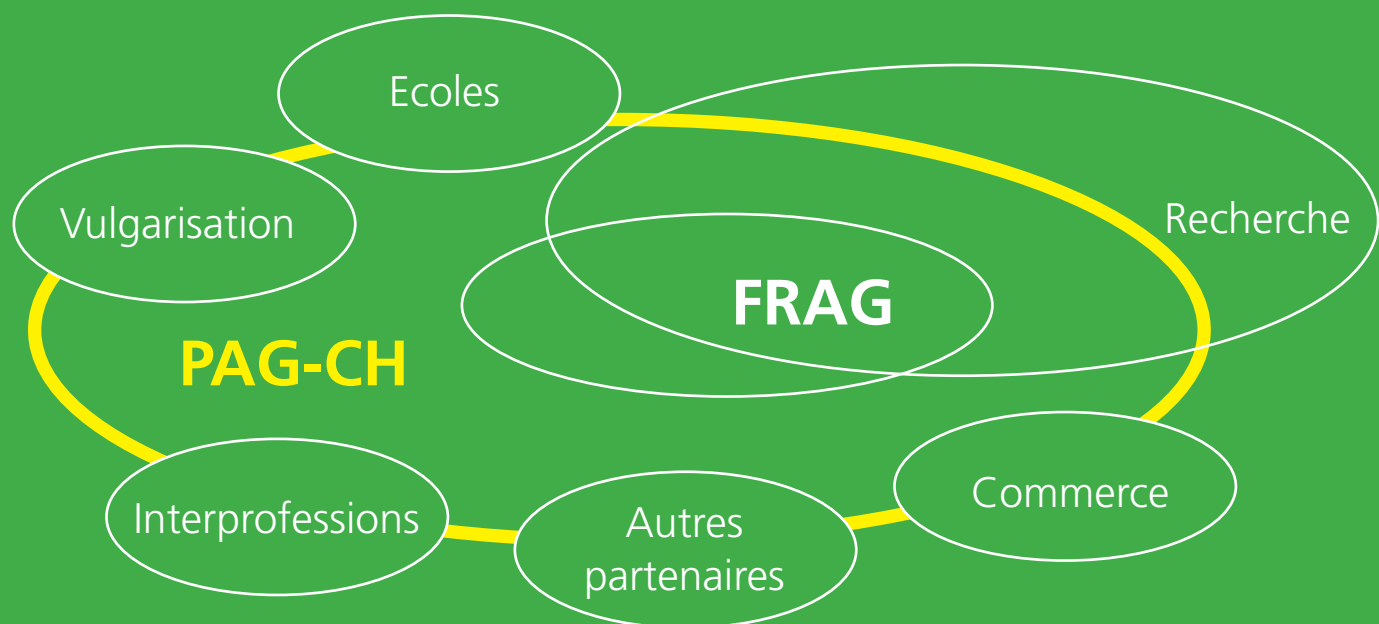 Ecoles
Vulgarisation
Recherche
FRAG
PAG-CH
Interprofessions
Autres
partenaires
Commerce